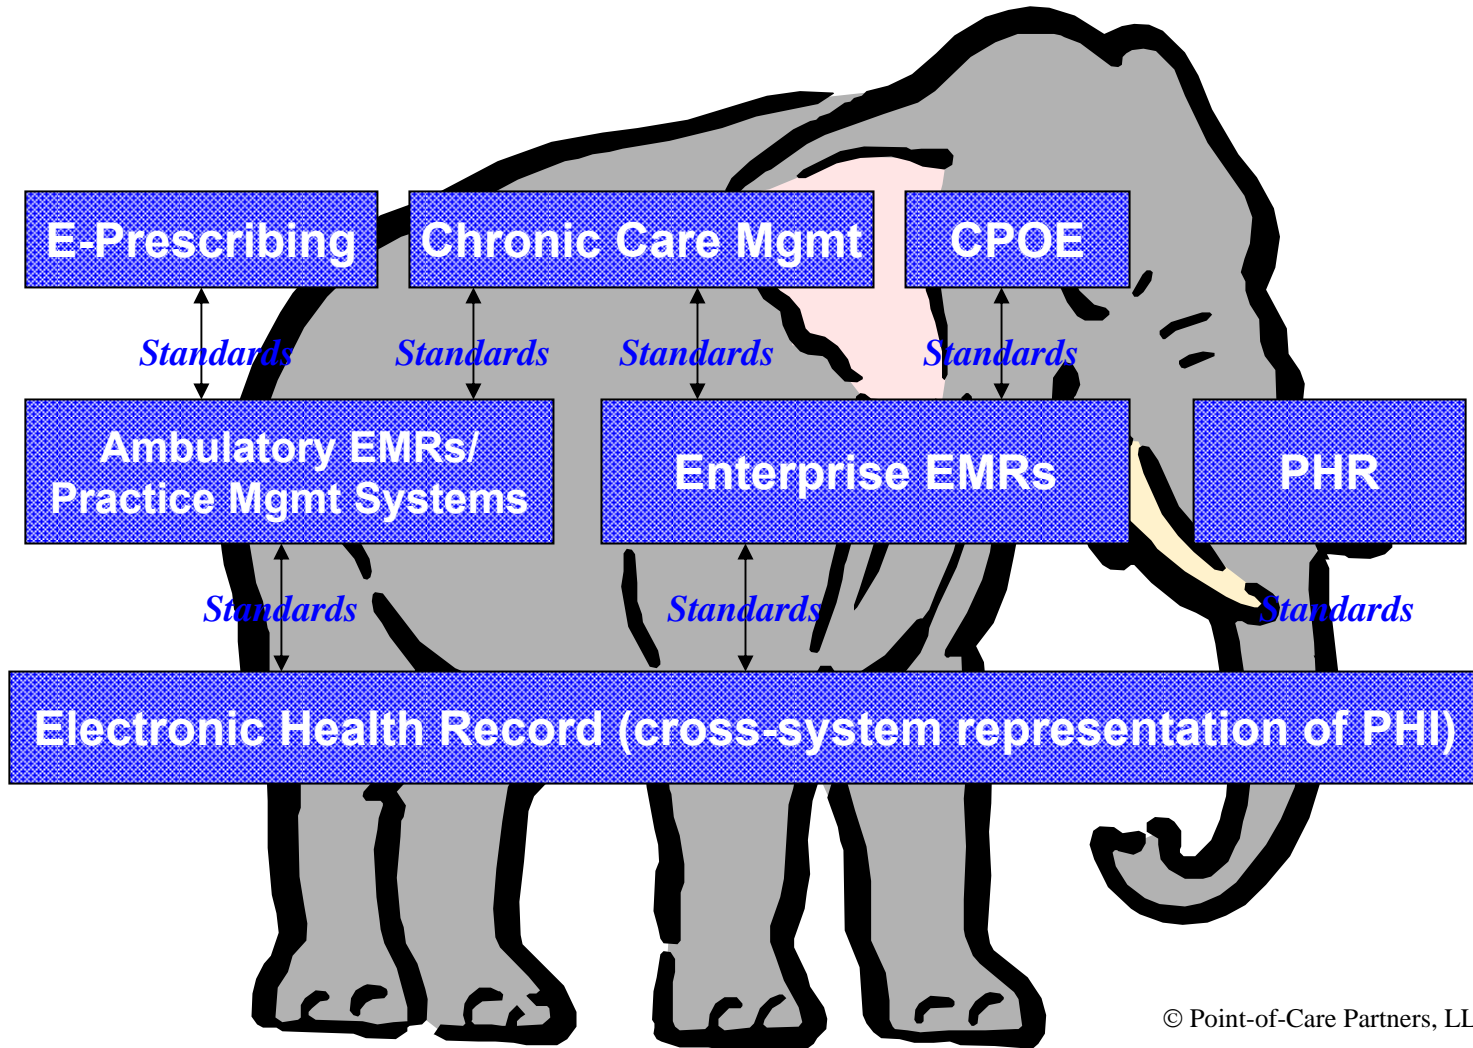 E-Prescribing
Chronic Care Mgmt
CPOE
Standards
Standards
Standards
Standards
Ambulatory EMRs/
Practice Mgmt Systems
Enterprise EMRs
PHR
Standards
Standards
Standards
Electronic Health Record (cross-system representation of PHI)
© Point-of-Care Partners, LL